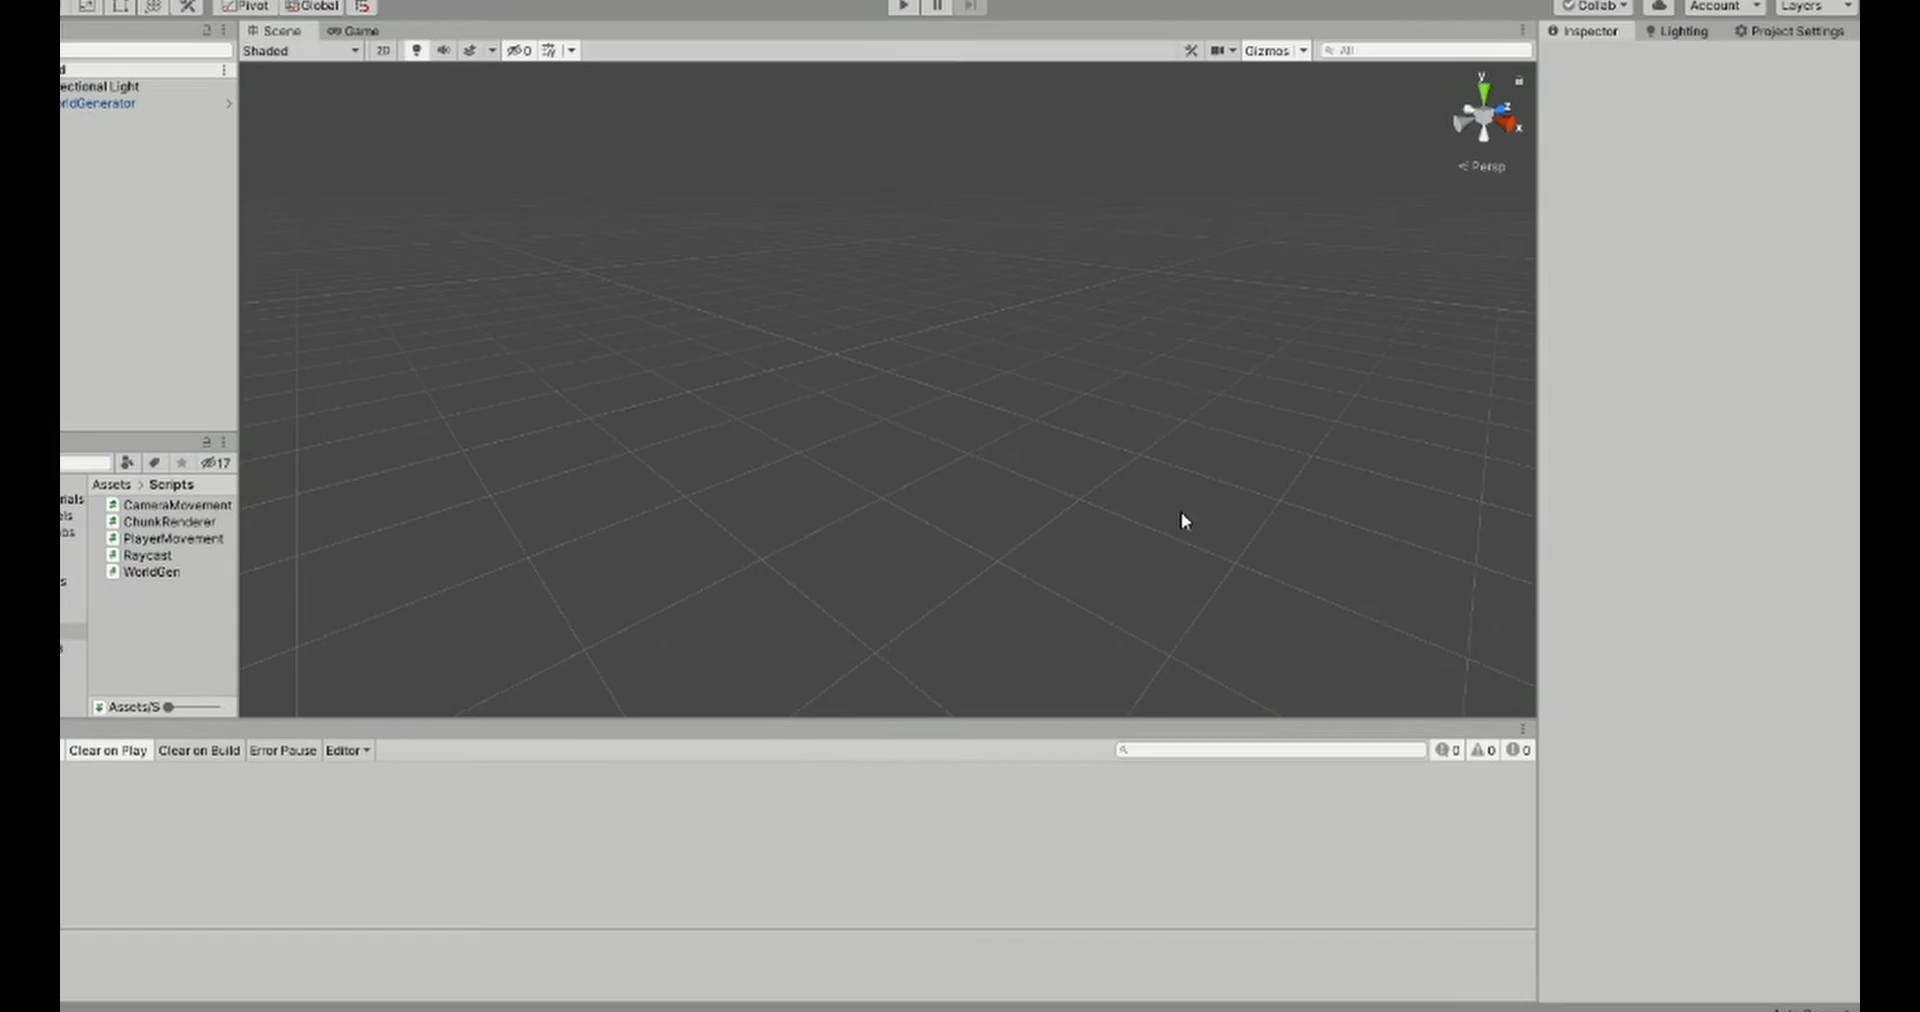 Pivot Global Collab Account Layers
Scene Game Inspector Lighting Project Settings
Shaded 2D 0 Gizmos All
d
ectional Light
rldGenerator
y
z
x
Persp
17
Assets > Scripts
rials
els
abs
s
CameraMovement
ChunkRenderer
PlayerMovement
Raycast
WorldGen
Assets/S
Clear on Play Clear on Build Error Pause Editor 0 0 0